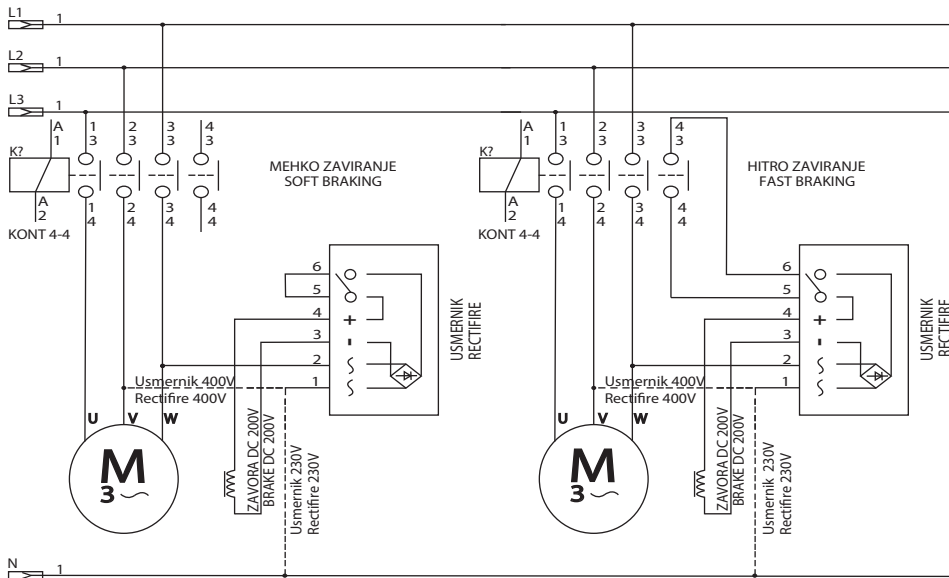 L1 1
L2 1
L3 1
K?
A
1
A
2
1
3
2
3
3
3
4
3
1
4
2
4
3
4
4
4
KONT 4-4
MEHKO ZAVIRANJE
SOFT BRAKING
6
5
4 +
3 -
2
1
USMERNIK
RECTIFIRE
Usmernik 400V
Rectifire 400V
U V W
M
3
ZAVORA DC 200V
BRAKE DC 200V
Usmernik 230V
Rectifire 230V
K?
A
1
A
2
1
3
2
3
3
3
4
3
1
4
2
4
3
4
4
4
KONT 4-4
HITRO ZAVIRANJE
FAST BRAKING
6
5
4 +
3 -
2
1
USMERNIK
RECTIFIRE
Usmernik 400V
Rectifire 400V
U V W
M
3
ZAVORA DC 200V
BRAKE DC 200V
Usmernik 230V
Rectifire 230V
N 1